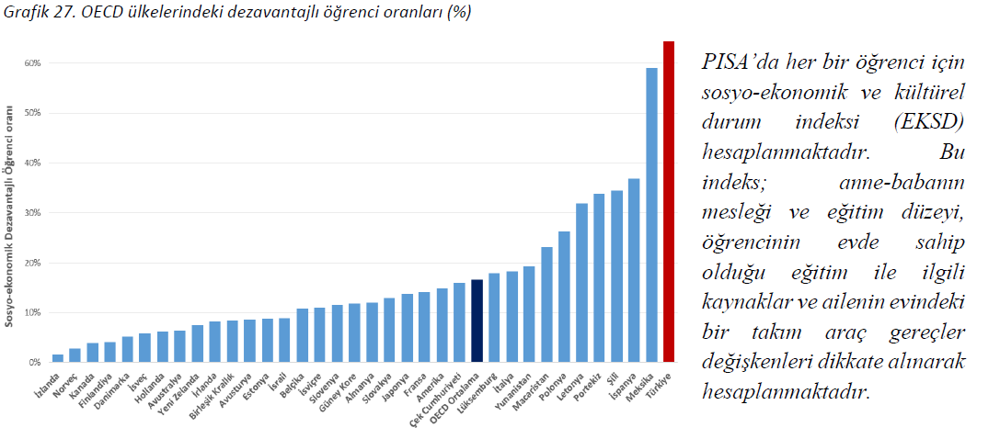 Grafik 27. OECD ülkelerindeki dezavantajlı öğrenci oranları (%)
Sosyo-ekonomik Dezavantajlı Öğrenci oranı
60%
50%
40%
30%
20%
10%
0%
İzlanda
Norveç
Kanada
Finlandiya
Danimarka
İsveç
Hollanda
Avustralya
Yeni Zelanda
İrlanda
Birleşik Krallık
Avusturya
Estonya
İsrail
Belçika
İsviçre
Slovenya
Güney Kore
Almanya
Slovakya
Japonya
Fransa
Amerika
Çek Cumhuriyeti
OECD Ortalama
Lüksemburg
İtalya
Yunanistan
Macaristan
Polonya
Letonya
Portekiz
Şili
İspanya
Meksika
Türkiye
PISA’da her bir öğrenci için
sosyo-ekonomik ve kültürel
durum indeksi (EKSD)
hesaplanmaktadır. Bu
indeks; anne-babanın
mesleği ve eğitim düzeyi,
öğrencinin evde sahip
olduğu eğitim ile ilgili
kaynaklar ve ailenin evindeki
bir takım araç gereçler
değişkenleri dikkate alınarak
hesaplanmaktadır.